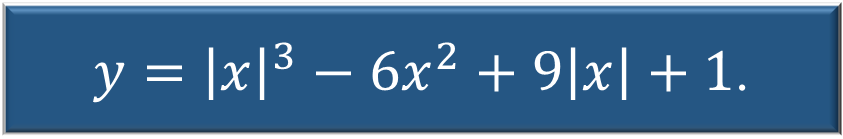 y = |x|³ − 6x² + 9|x| + 1.